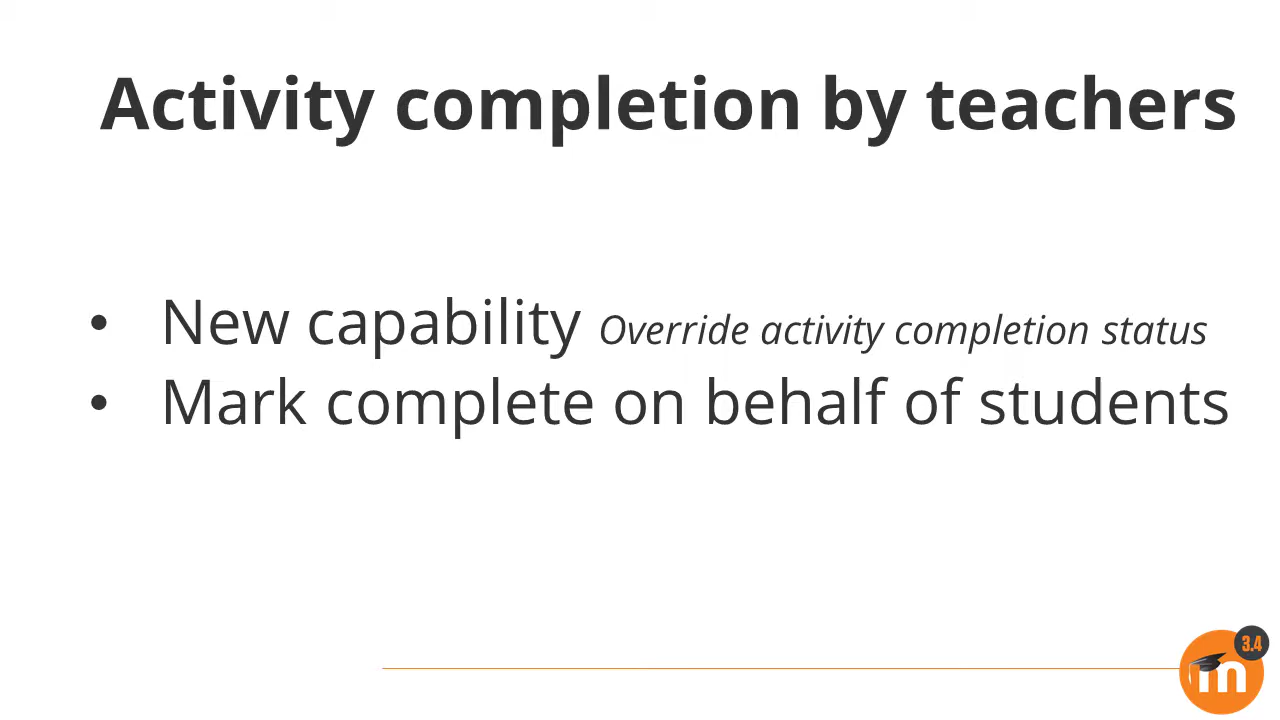 Activity completion by teachers
• New capability Override activity completion status
• Mark complete on behalf of students
3.4
m